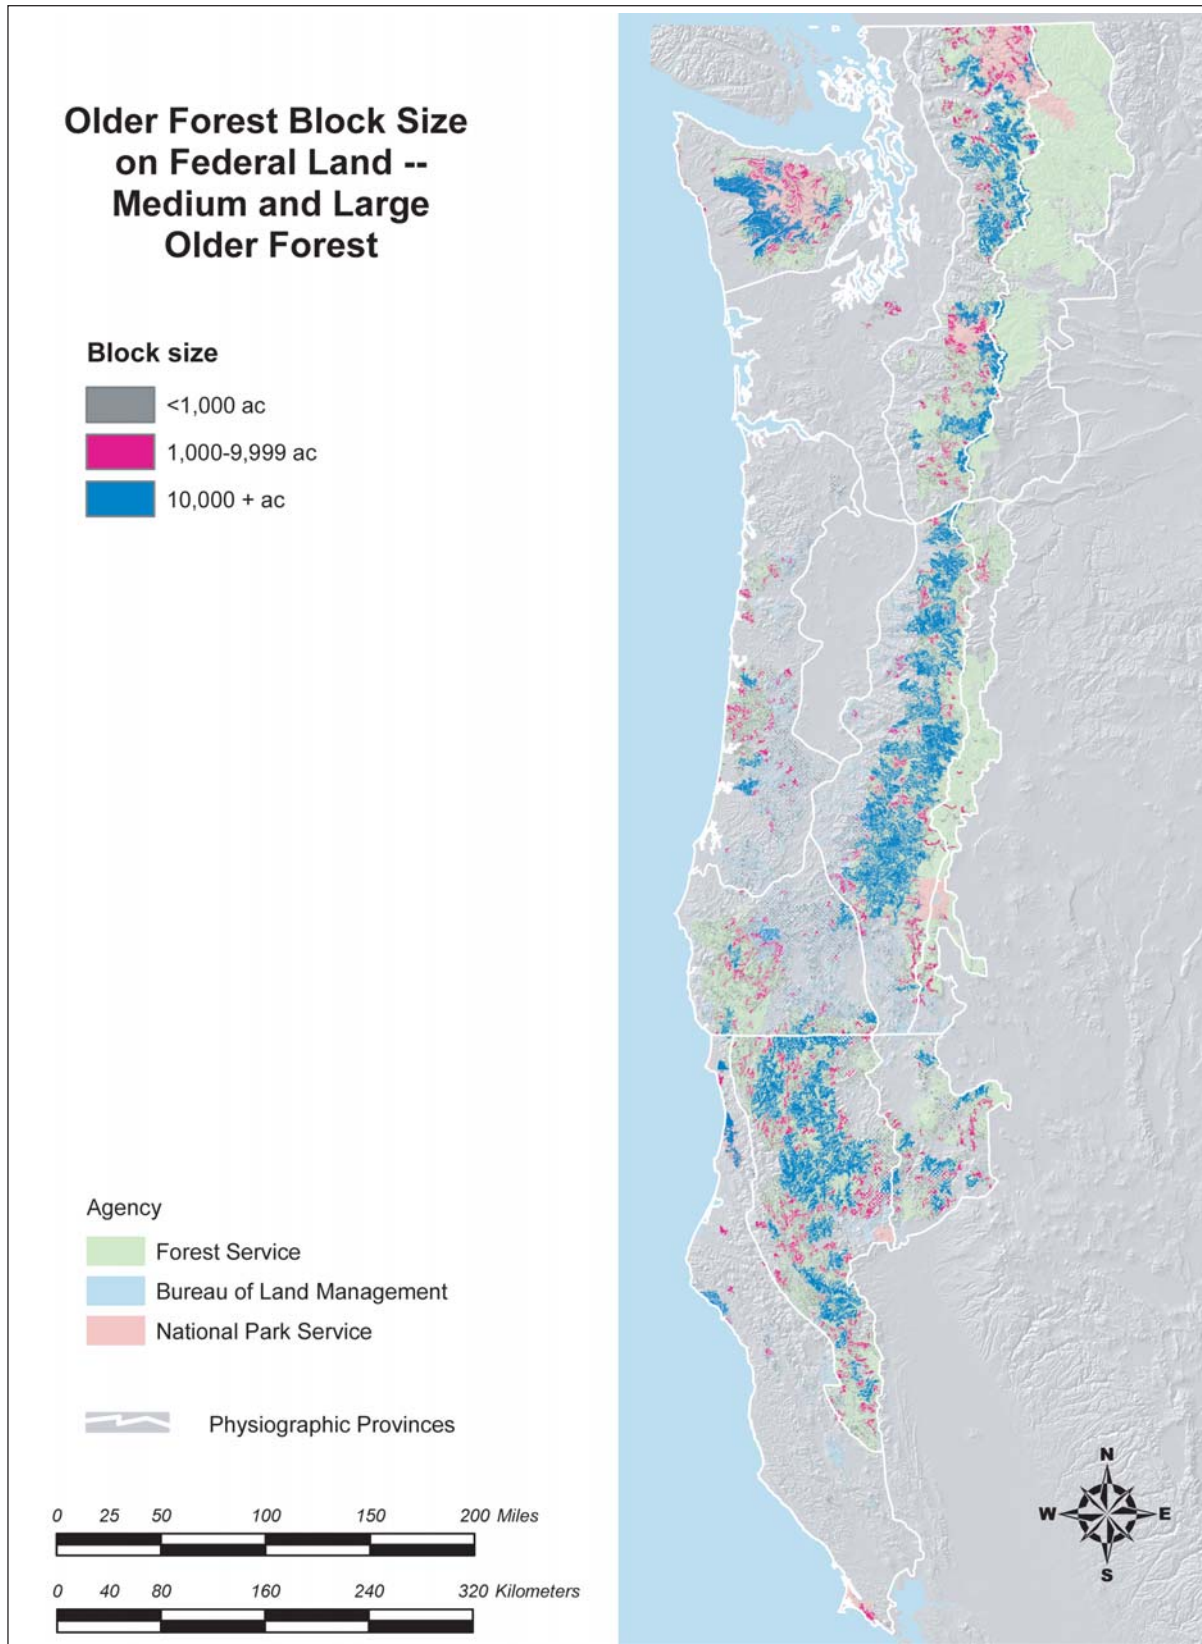 Older Forest Block Size
on Federal Land --
Medium and Large
Older Forest
Block size
<1,000 ac
1,000-9,999 ac
10,000 + ac
Agency
Forest Service
Bureau of Land Management
National Park Service
Physiographic Provinces
0 25 50 100 150 200 Miles
0 40 80 160 240 320 Kilometers
N
W E
S